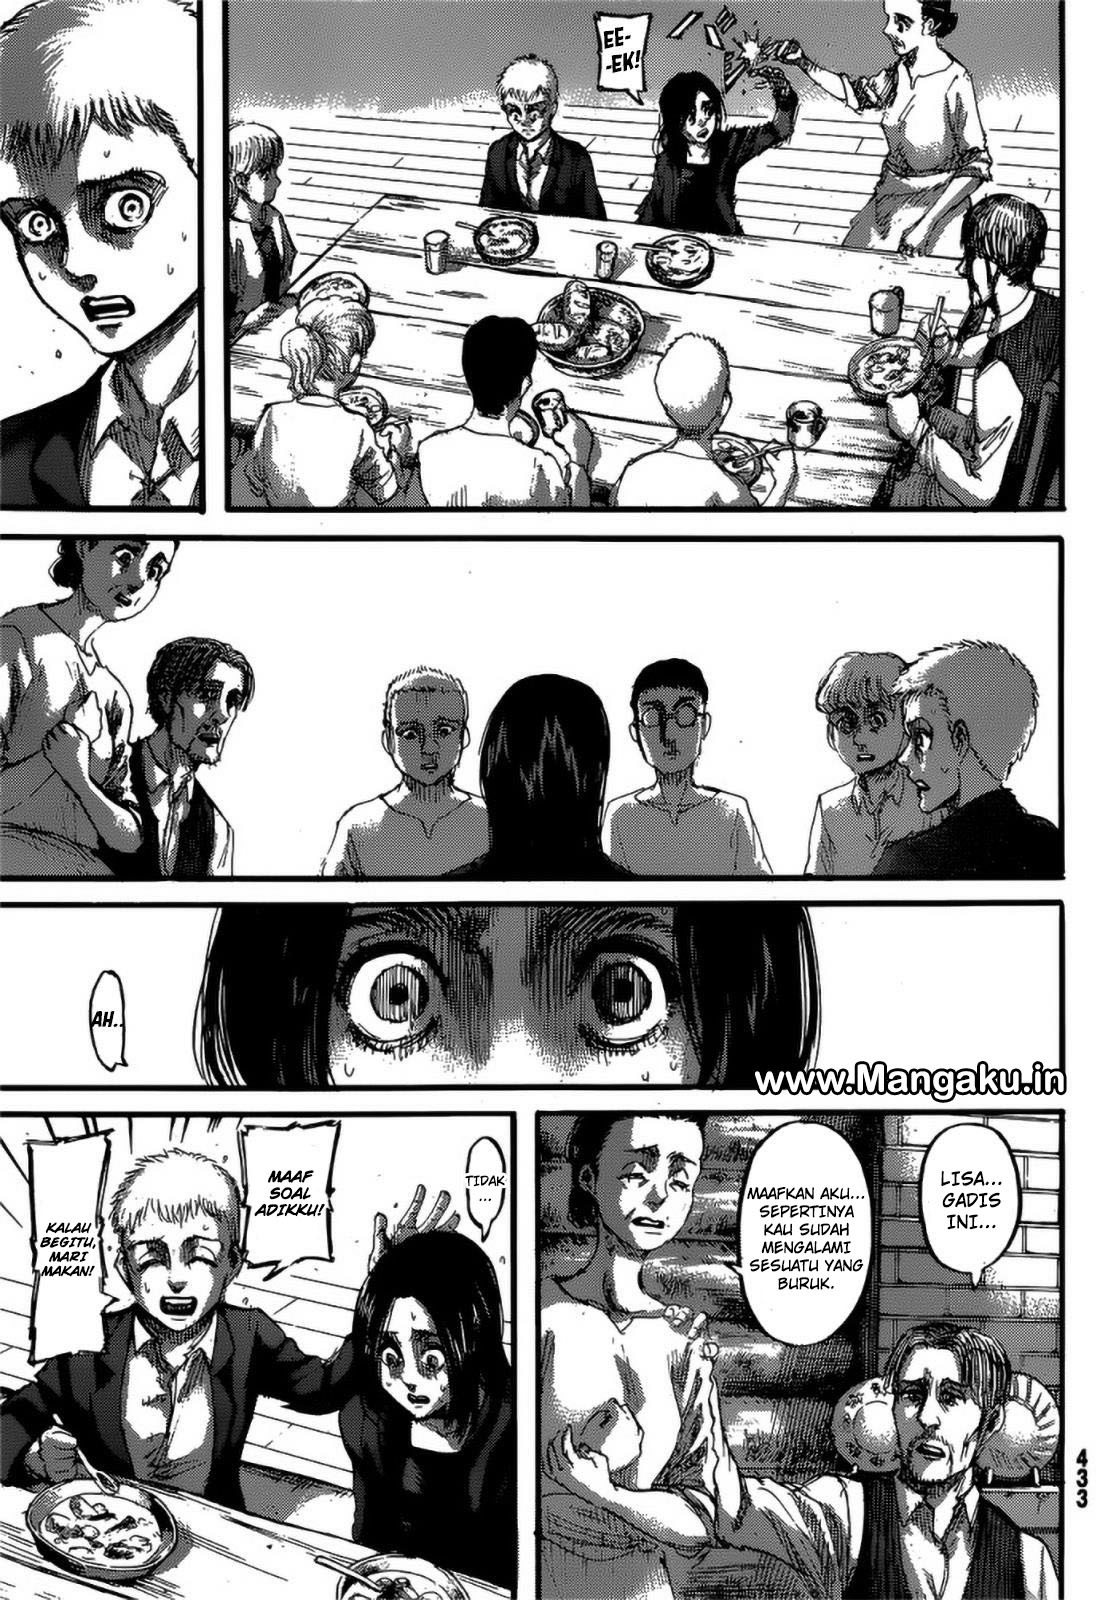 EE-
-EK!
AH..
www.Mangaku.in
LISA...
GADIS
INI...
MAAFKAN AKU...
SEPERTINYA
KAU SUDAH
MENGALAMI
SESUATU YANG
BURUK.
TIDAK
...
MAAF
SOAL
ADIKKU!
KALAU
BEGITU,
MARI
MAKAN!
433